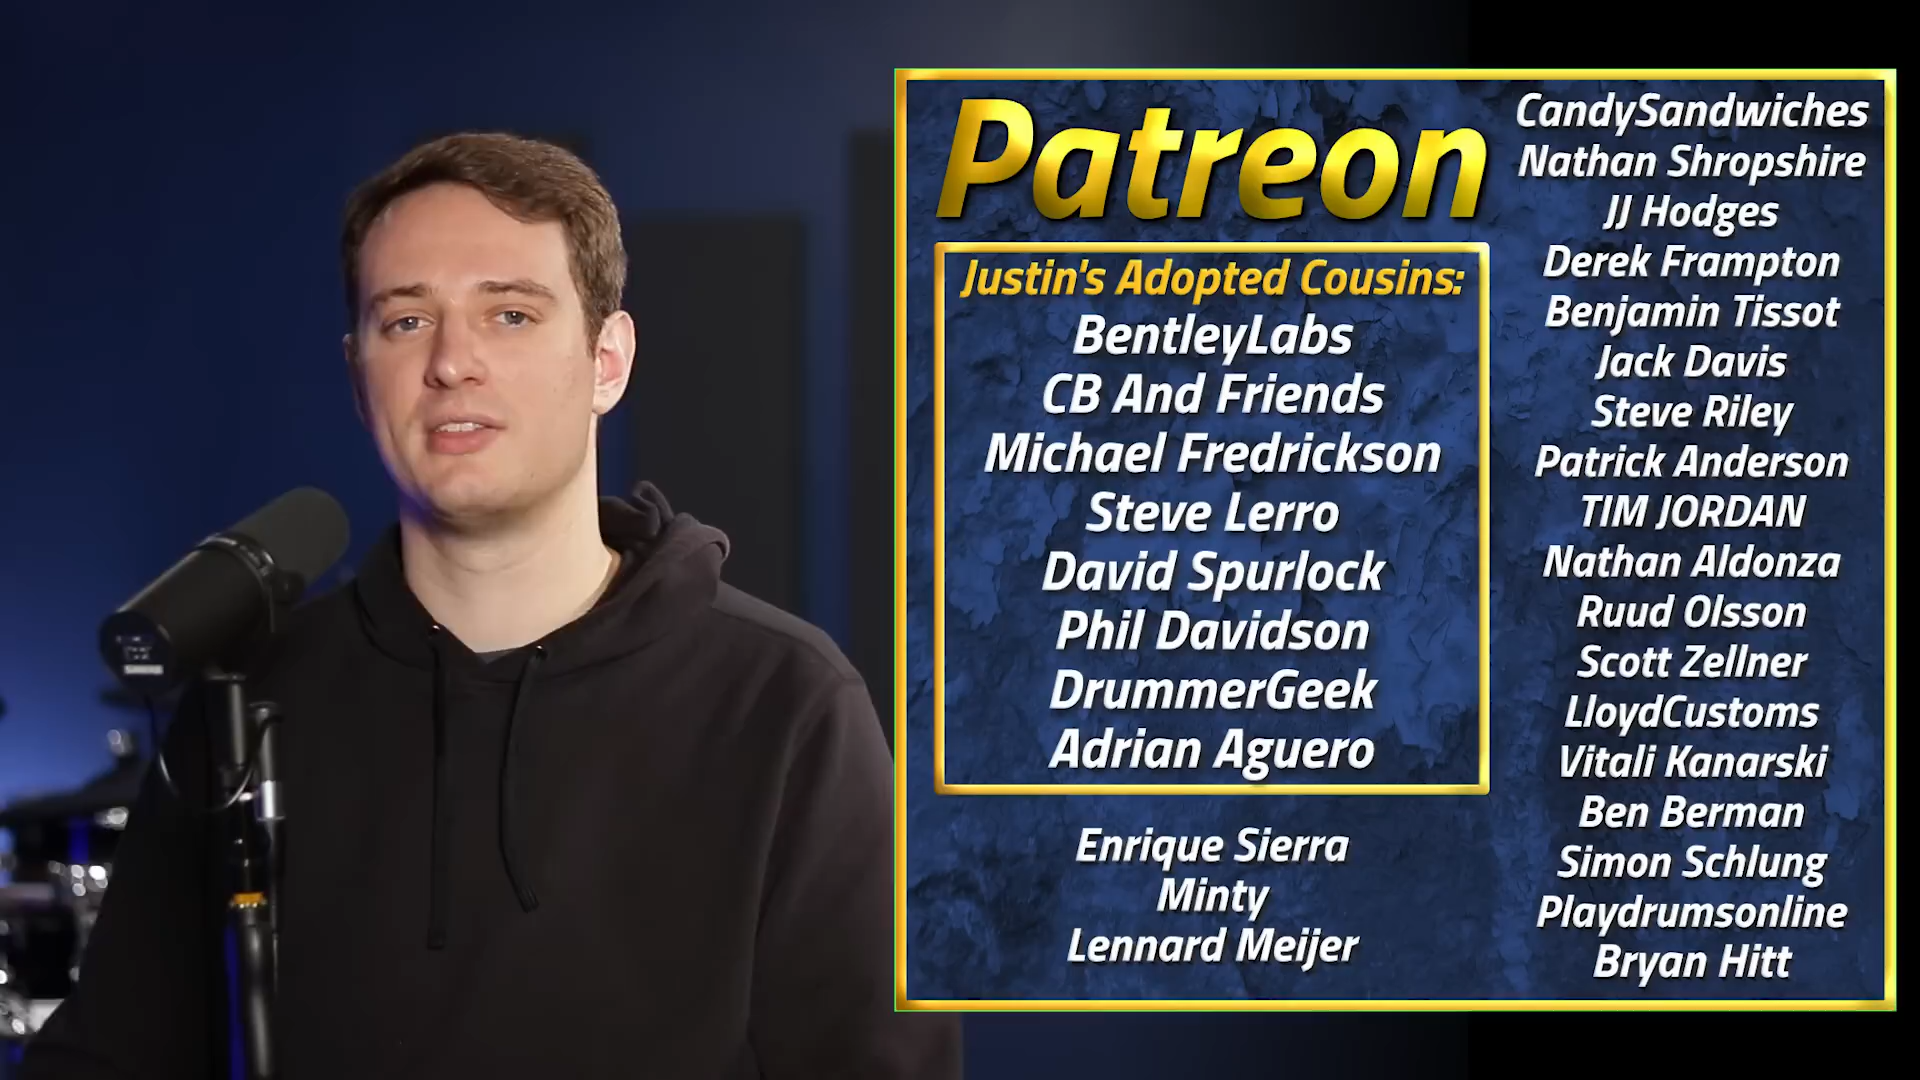 Patreon
Justin's Adopted Cousins:
BentleyLabs
CB And Friends
Michael Fredrickson
Steve Lerro
David Spurlock
Phil Davidson
DrummerGeek
Adrian Aguero
Enrique Sierra
Minty
Lennard Meijer
CandySandwiches
Nathan Shropshire
JJ Hodges
Derek Frampton
Benjamin Tissot
Jack Davis
Steve Riley
Patrick Anderson
TIM JORDAN
Nathan Aldonza
Ruud Olsson
Scott Zellner
LloydCustoms
Vitali Kanarski
Ben Berman
Simon Schlung
Playdrumsonline
Bryan Hitt